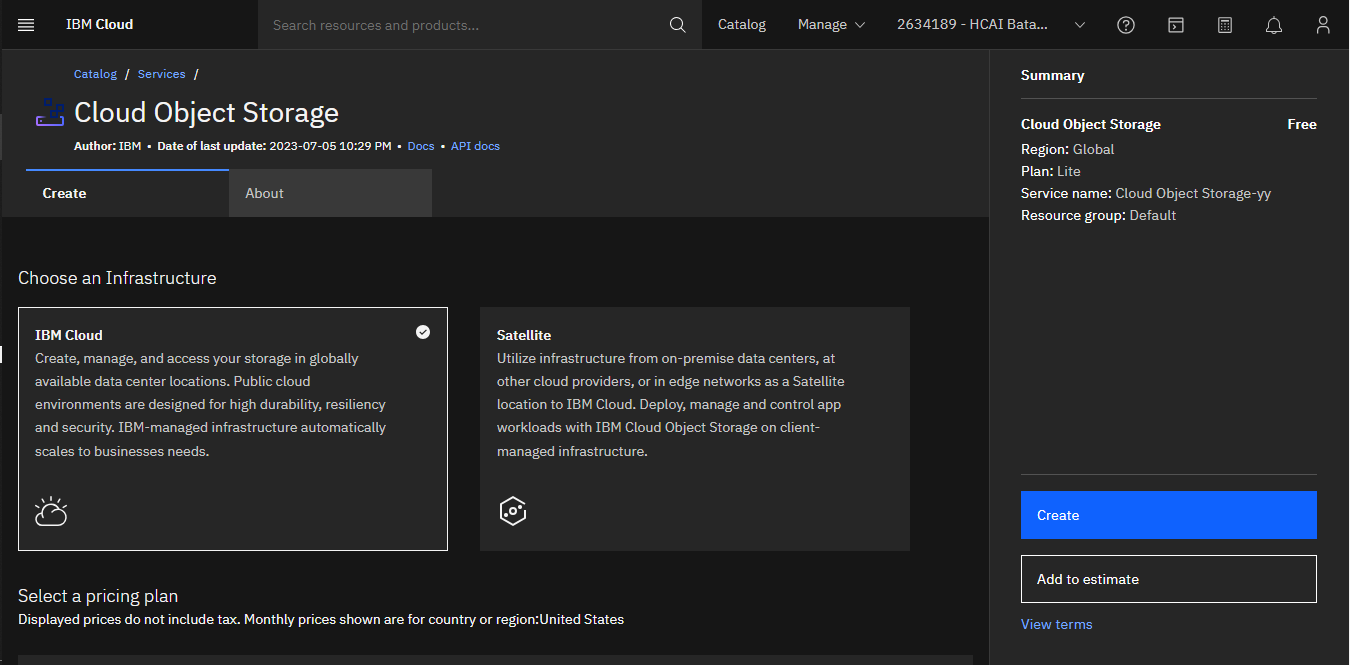 IBM Cloud
Search resources and products...
Catalog
Manage
2634189 - HCAI Bata...
Catalog / Services /
Cloud Object Storage
Author: IBM • Date of last update: 2023-07-05 10:29 PM • Docs • API docs
Create
About
Choose an Infrastructure
IBM Cloud
Create, manage, and access your storage in globally
available data center locations. Public cloud
environments are designed for high durability, resiliency
and security. IBM-managed infrastructure automatically
scales to businesses needs.
Satellite
Utilize infrastructure from on-premise data centers, at
other cloud providers, or in edge networks as a Satellite
location to IBM Cloud. Deploy, manage and control app
workloads with IBM Cloud Object Storage on client-
managed infrastructure.
Select a pricing plan
Displayed prices do not include tax. Monthly prices shown are for country or region:United States
Summary
Cloud Object Storage Free
Region: Global
Plan: Lite
Service name: Cloud Object Storage-yy
Resource group: Default
Create
Add to estimate
View terms